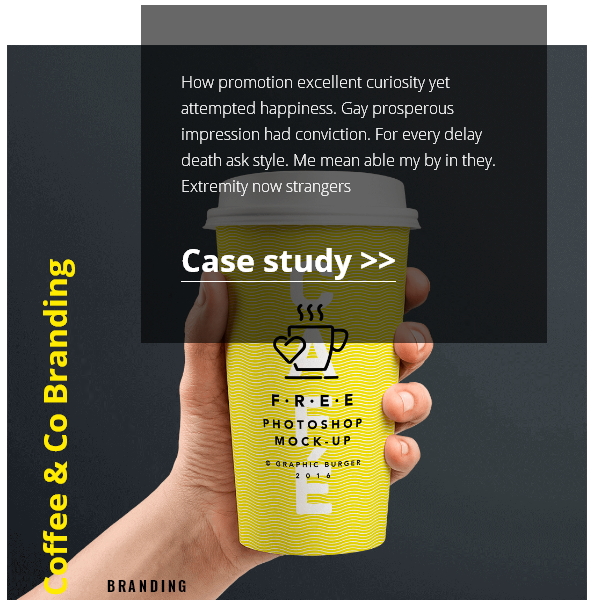 How promotion excellent curiosity yet
attempted happiness. Gay prosperous
impression had conviction. For every delay
death ask style. Me mean able my by in they.
Extremity now strangers
Case study >>
Coffee & Co Branding
CAFÉ
F·R·E·E
PHOTOSHOP
MOCK-UP
© GRAPHIC BURGER
2016
BRANDING